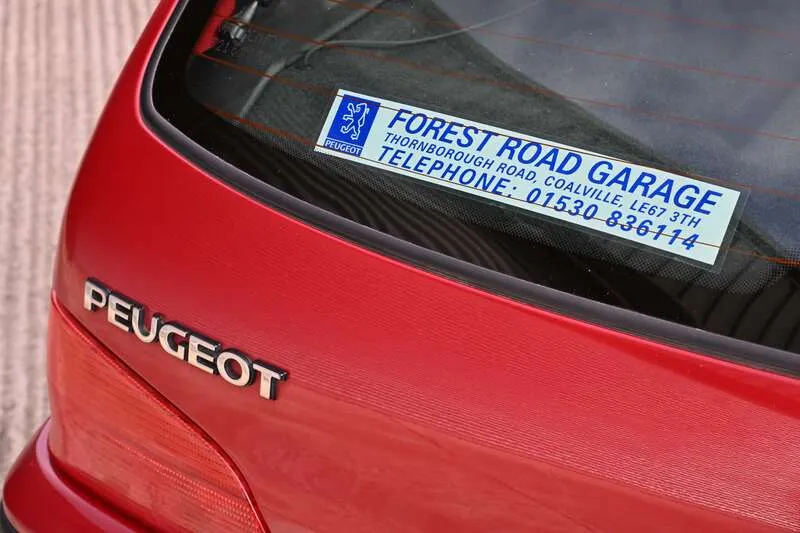 PEUGEOT
FOREST ROAD GARAGE
THORNBOROUGH ROAD, COALVILLE, LE67 3TH
TELEPHONE: 01530 836114
PEUGEOT